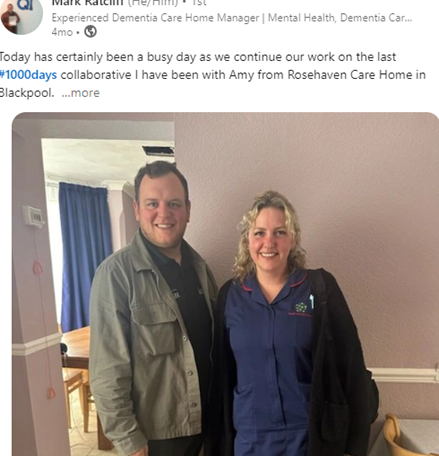 Mark Ratcliff (He/Him) • 1st
Experienced Dementia Care Home Manager | Mental Health, Dementia Car...
4mo •
Today has certainly been a busy day as we continue our work on the last
#1000days collaborative I have been with Amy from Rosehaven Care Home in
Blackpool. ...more